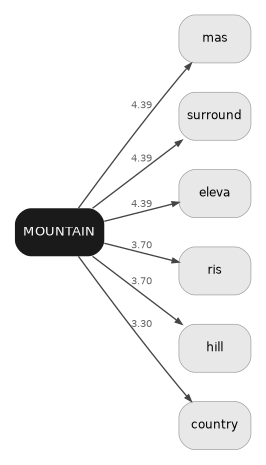 mas
4.39
surround
4.39
eleva
4.39
MOUNTAIN
3.70
ris
3.70
hill
3.30
country